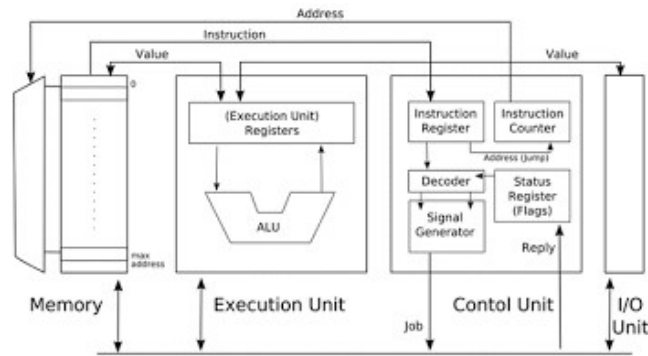 Address
Instruction
Value
Value
0
(Execution Unit)
Registers
Instruction
Register
Instruction
Counter
Address (Jump)
Decoder
Status
Register
(Flags)
ALU
Signal
Generator
max
address
Reply
Memory
Execution Unit
Contol Unit
I/O
Unit
Job